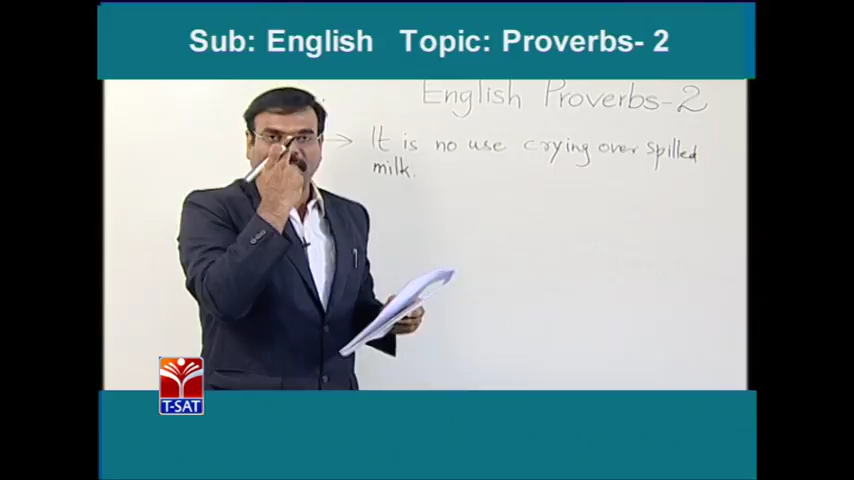 Sub: English Topic: Proverbs- 2
English Proverbs-2
→ It is no use crying over spilled
milk.
T-SAT